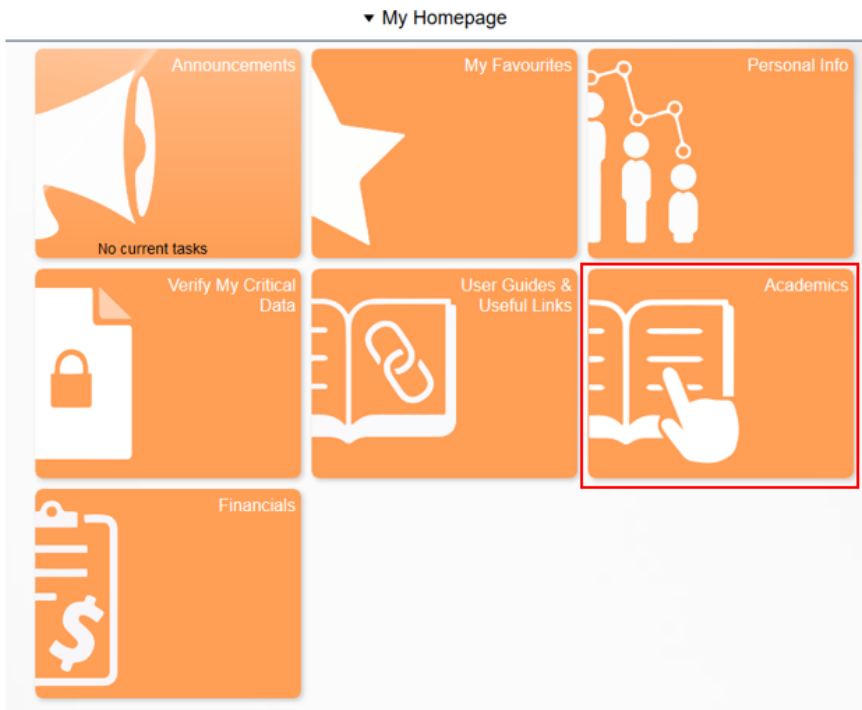 ▾ My Homepage
Announcements
No current tasks
My Favourites
Personal Info
Verify My Critical
Data
User Guides &
Useful Links
Academics
Financials
$